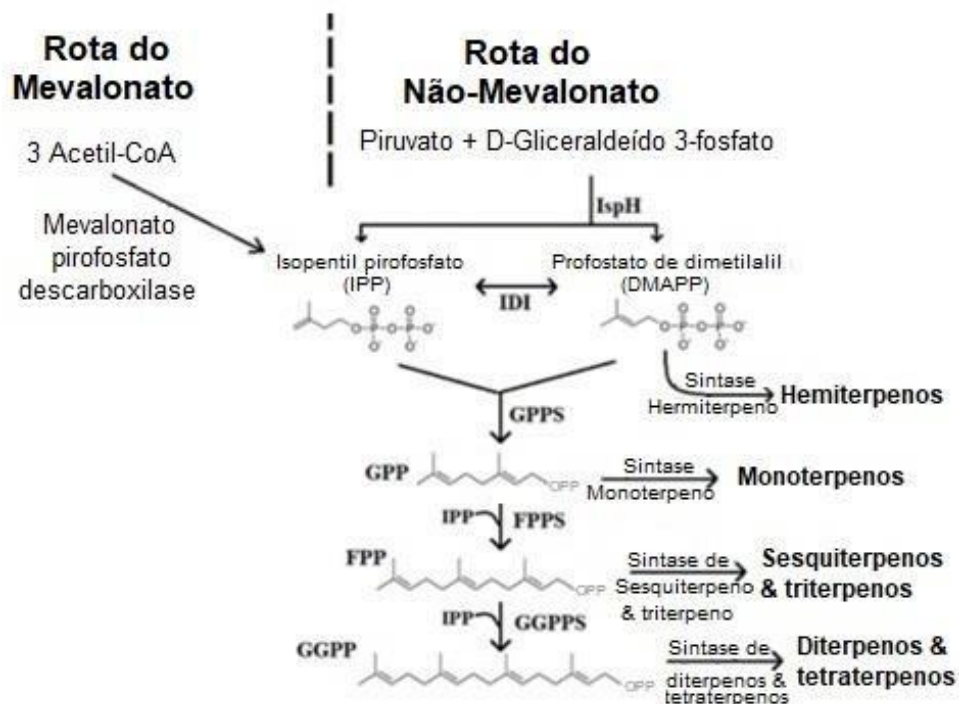 Rota do
Mevalonato
3 Acetil-CoA
Mevalonato
pirofosfato
descarboxilase
Rota do
Não-Mevalonato
Piruvato + D-Gliceraldeído 3-fosfato
IspH
Isopentil pirofosfato
(IPP)
IDI
Profostato de dimetilalil
(DMAPP)
O O
O P O P O-
O- O-
O O
O P O P O-
O- O-
Sintase
Hermiterpeno
Hemiterpenos
GPPS
GPP
OPP
Sintase
Monoterpeno
Monoterpenos
IPP
FPPS
FPP
OPP
Sintase de
Sesquiterpeno
& triterpeno
Sesquiterpenos
& triterpenos
IPP
GGPPS
GGPP
OPP
Sintase de
diterpenos &
tetraterpenos
Diterpenos &
tetraterpenos